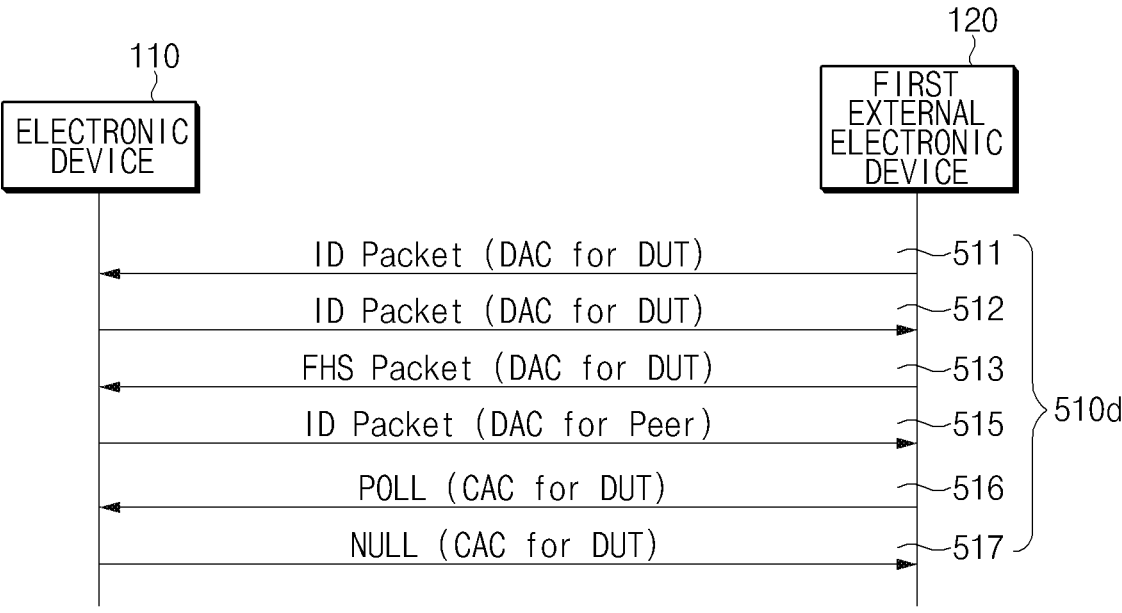 110
120
ELECTRONIC
DEVICE
FIRST
EXTERNAL
ELECTRONIC
DEVICE
ID Packet (DAC for DUT)
511
ID Packet (DAC for DUT)
512
FHS Packet (DAC for DUT)
513
ID Packet (DAC for Peer)
515
510d
POLL (CAC for DUT)
516
NULL (CAC for DUT)
517